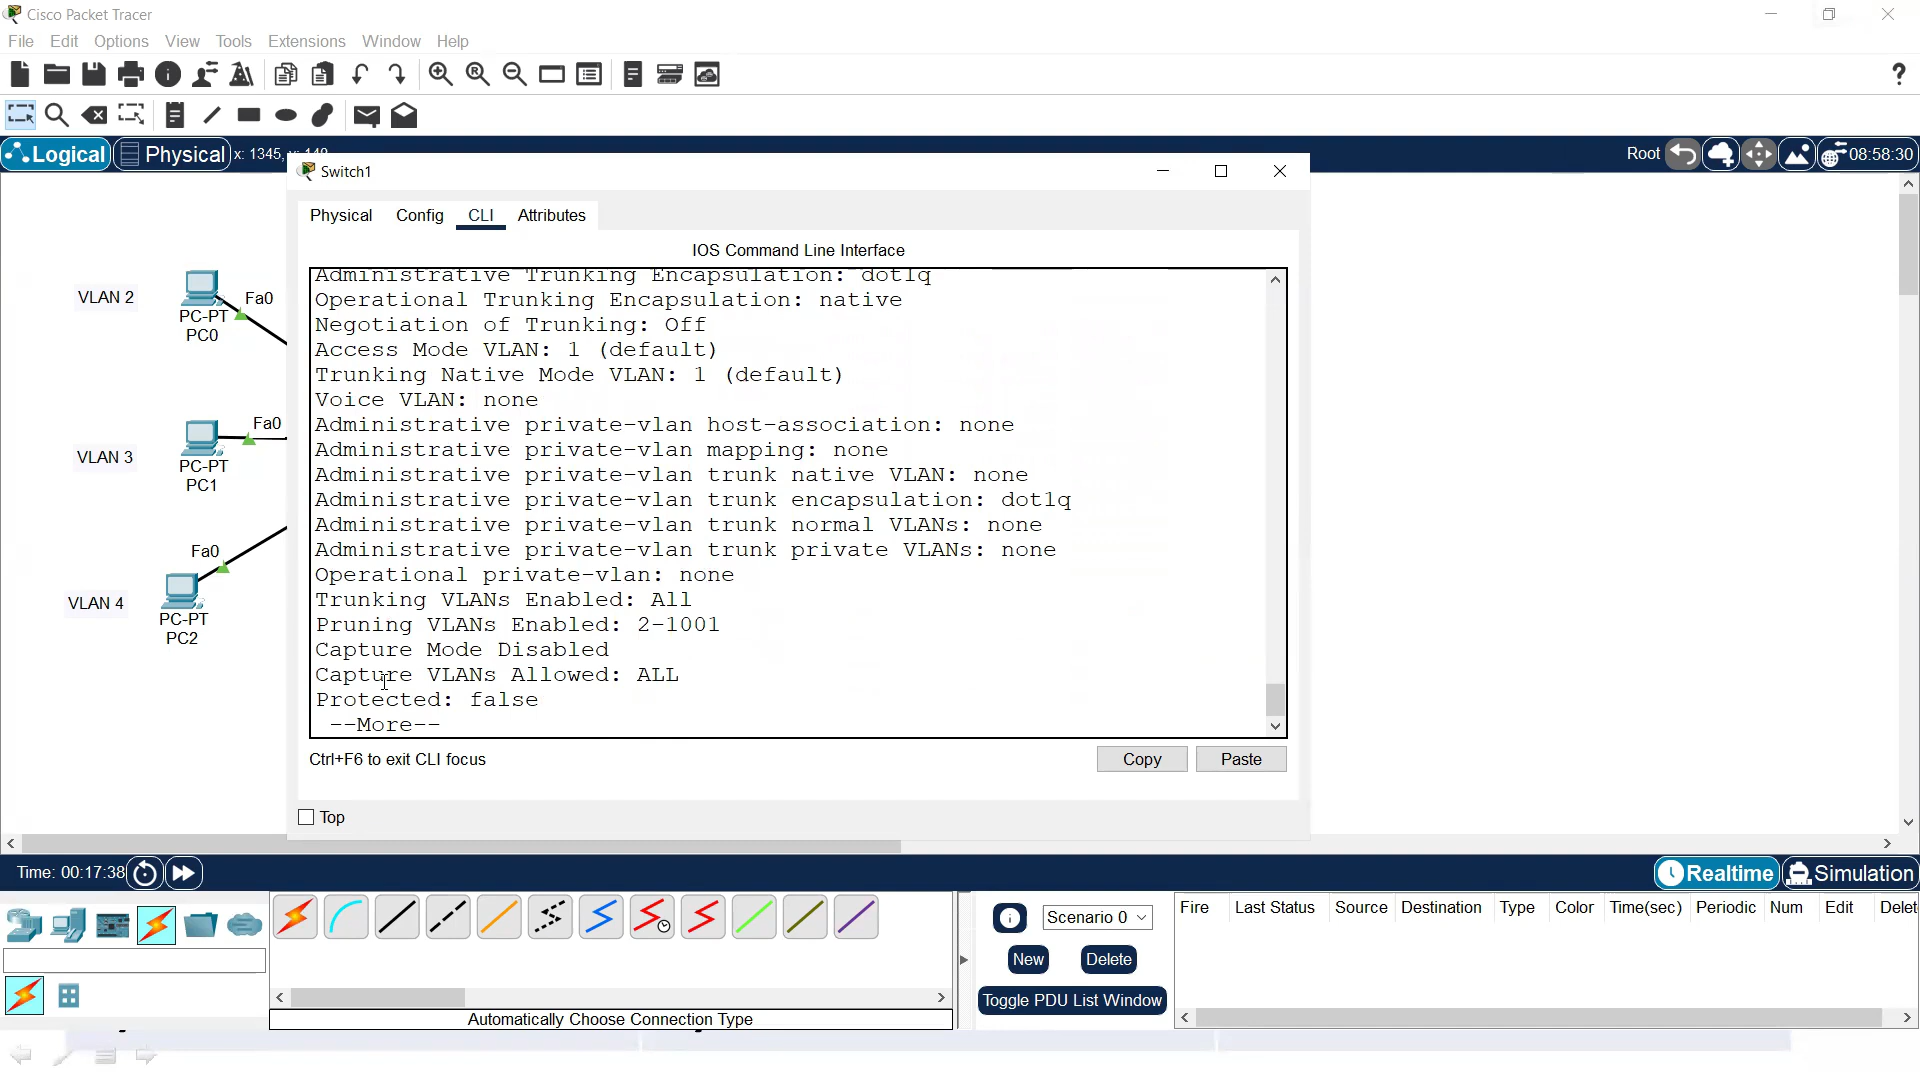 Cisco Packet Tracer
File Edit Options View Tools Extensions Window Help
Logical Physical x: 1345, y: 149 Root 08:58:30
Switch1
Physical Config CLI Attributes
IOS Command Line Interface
Administrative Trunking Encapsulation: dot1q
Operational Trunking Encapsulation: native
Negotiation of Trunking: Off
Access Mode VLAN: 1 (default)
Trunking Native Mode VLAN: 1 (default)
Voice VLAN: none
Administrative private-vlan host-association: none
Administrative private-vlan mapping: none
Administrative private-vlan trunk native VLAN: none
Administrative private-vlan trunk encapsulation: dot1q
Administrative private-vlan trunk normal VLANs: none
Administrative private-vlan trunk private VLANs: none
Operational private-vlan: none
Trunking VLANs Enabled: All
Pruning VLANs Enabled: 2-1001
Capture Mode Disabled
Capture VLANs Allowed: ALL
Protected: false
--More--
Ctrl+F6 to exit CLI focus
Copy Paste
Top
VLAN 2
Fa0
PC-PT
PC0
VLAN 3
Fa0
PC-PT
PC1
VLAN 4
Fa0
PC-PT
PC2
Time: 00:17:38
Realtime Simulation
Scenario 0
New Delete
Toggle PDU List Window
Fire Last Status Source Destination Type Color Time(sec) Periodic Num Edit Delet
Automatically Choose Connection Type